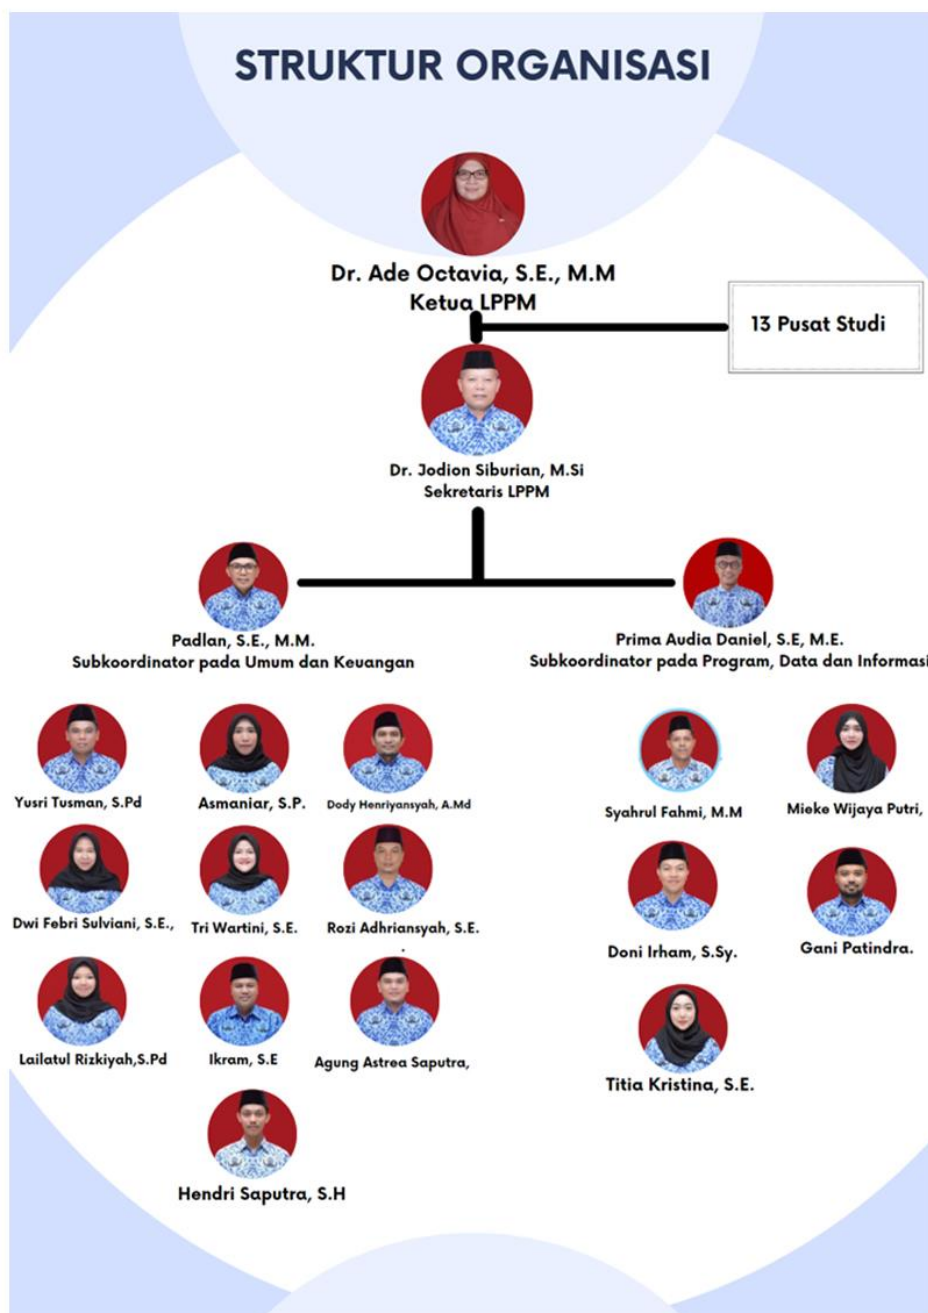 STRUKTUR ORGANISASI
Dr. Ade Octavia, S.E., M.M
Ketua LPPM
13 Pusat Studi
Dr. Jodion Siburian, M.Si
Sekretaris LPPM
Padlan, S.E., M.M.
Subkoordinator pada Umum dan Keuangan
Prima Audia Daniel, S.E, M.E.
Subkoordinator pada Program, Data dan Informasi
Yusri Tusman, S.Pd
Asmaniar, S.P.
Dody Henriyansyah, A.Md
Dwi Febri Sulviani, S.E.,
Tri Wartini, S.E.
Rozi Adhriansyah, S.E.
Lailatul Rizkiyah,S.Pd
Ikram, S.E
Agung Astrea Saputra,
Hendri Saputra, S.H
Syahrul Fahmi, M.M
Mieke Wijaya Putri,
Doni Irham, S.Sy.
Gani Patindra.
Titia Kristina, S.E.